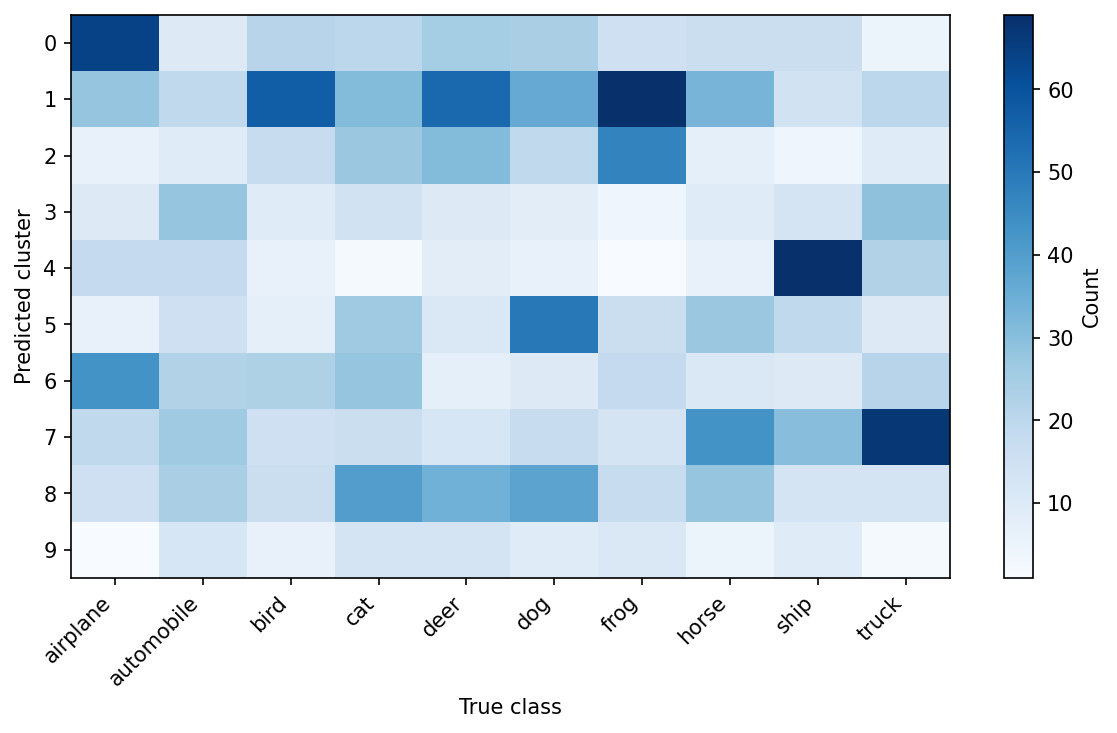 0
1
2
3
4
5
6
7
8
9
Predicted cluster
airplane
automobile
bird
cat
deer
dog
frog
horse
ship
truck
True class
60
50
40
30
20
10
Count